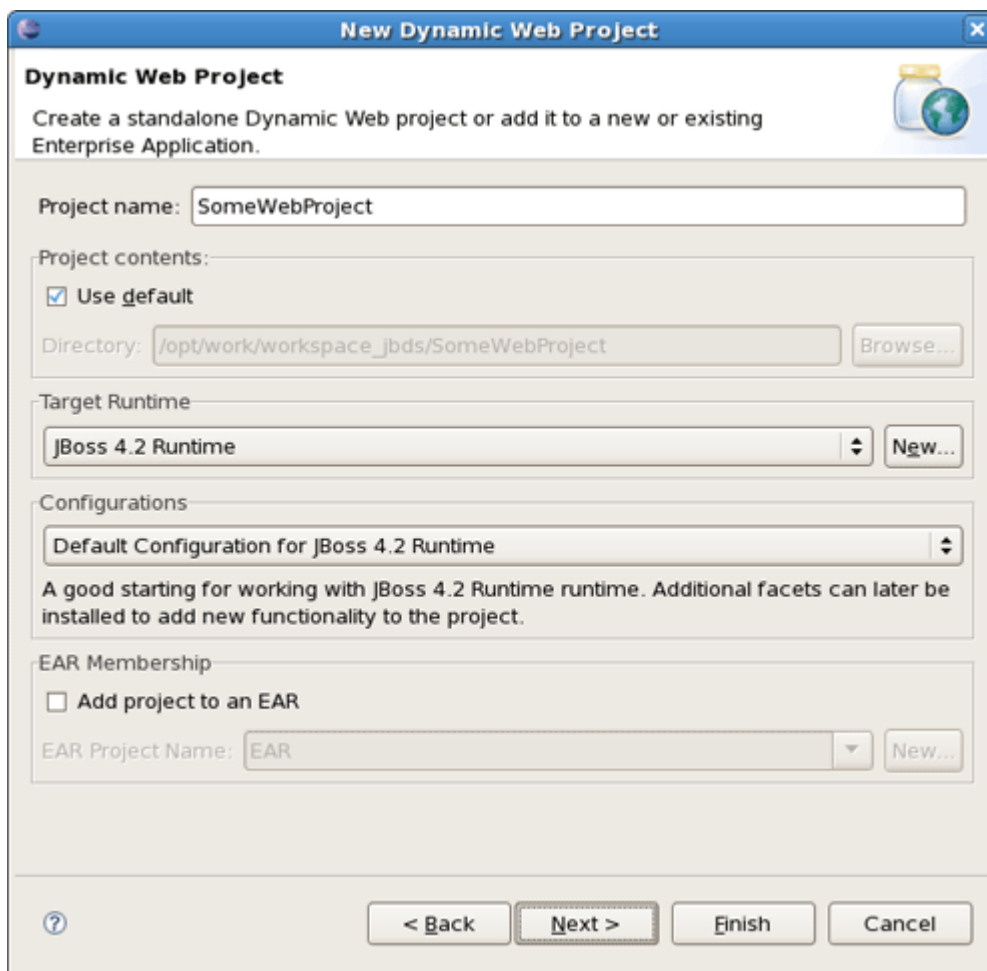 New Dynamic Web Project
Dynamic Web Project
Create a standalone Dynamic Web project or add it to a new or existing
Enterprise Application.
Project name: SomeWebProject
Project contents:
Use default
Directory: /opt/work/workspace_jbds/SomeWebProject Browse...
Target Runtime
JBoss 4.2 Runtime New...
Configurations
Default Configuration for JBoss 4.2 Runtime
A good starting for working with JBoss 4.2 Runtime runtime. Additional facets can later be
installed to add new functionality to the project.
EAR Membership
Add project to an EAR
EAR Project Name: EAR New...
? < Back Next > Finish Cancel